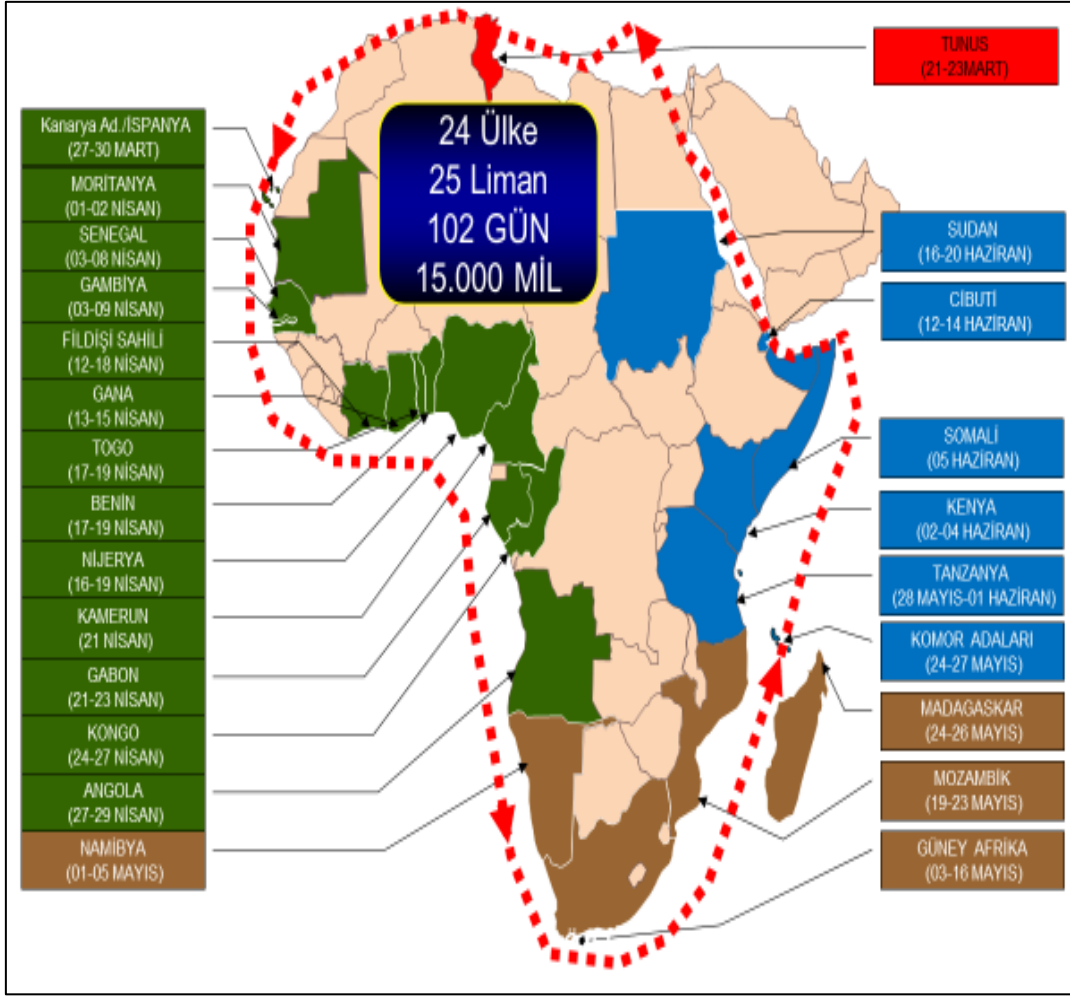 TUNUS
(21-23MART)
24 Ülke
25 Liman
102 GÜN
15.000 MİL
Kanarya Ad./İSPANYA
(27-30 MART)
MORİTANYA
(01-02 NİSAN)
SENEGAL
(03-08 NİSAN)
GAMBİYA
(03-09 NİSAN)
FİLDİŞİ SAHİLİ
(12-18 NİSAN)
GANA
(13-15 NİSAN)
TOGO
(17-19 NİSAN)
BENİN
(17-19 NİSAN)
NİJERYA
(16-19 NİSAN)
KAMERUN
(21 NİSAN)
GABON
(21-23 NİSAN)
KONGO
(24-27 NİSAN)
ANGOLA
(27-29 NİSAN)
NAMİBYA
(01-05 MAYIS)
SUDAN
(16-20 HAZİRAN)
CİBUTİ
(12-14 HAZİRAN)
SOMALİ
(05 HAZİRAN)
KENYA
(02-04 HAZİRAN)
TANZANYA
(28 MAYIS-01 HAZİRAN)
KOMOR ADALARI
(24-27 MAYIS)
MADAGASKAR
(24-26 MAYIS)
MOZAMBİK
(19-23 MAYIS)
GÜNEY AFRİKA
(03-16 MAYIS)